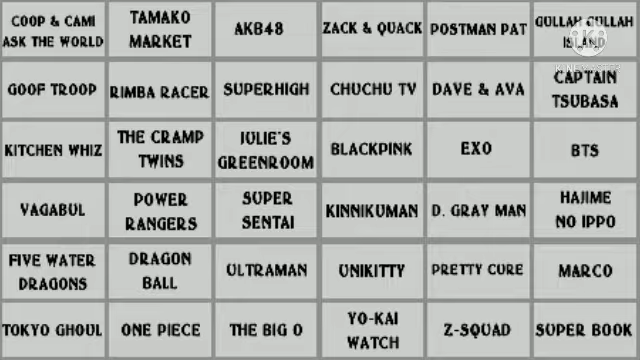 COOP & CAMI
ASK THE WORLD
TAMAKO
MARKET
AKB48
ZACK & QUACK
POSTMAN PAT
GULLAH GULLAH
ISLAND
GOOF TROOP
RIMBA RACER
SUPERHIGH
CHUCHU TV
DAVE & AVA
CAPTAIN
TSUBASA
KITCHEN WHIZ
THE CRAMP
TWINS
JULIE'S
GREENROOM
BLACKPINK
EXO
BTS
VAGABUL
POWER
RANGERS
SUPER
SENTAI
KINNIKUMAN
D. GRAY MAN
HAJIME
NO IPPO
FIVE WATER
DRAGONS
DRAGON
BALL
ULTRAMAN
UNIKITTY
PRETTY CURE
MARCO
TOKYO GHOUL
ONE PIECE
THE BIG O
YO-KAI
WATCH
Z-SQUAD
SUPER BOOK